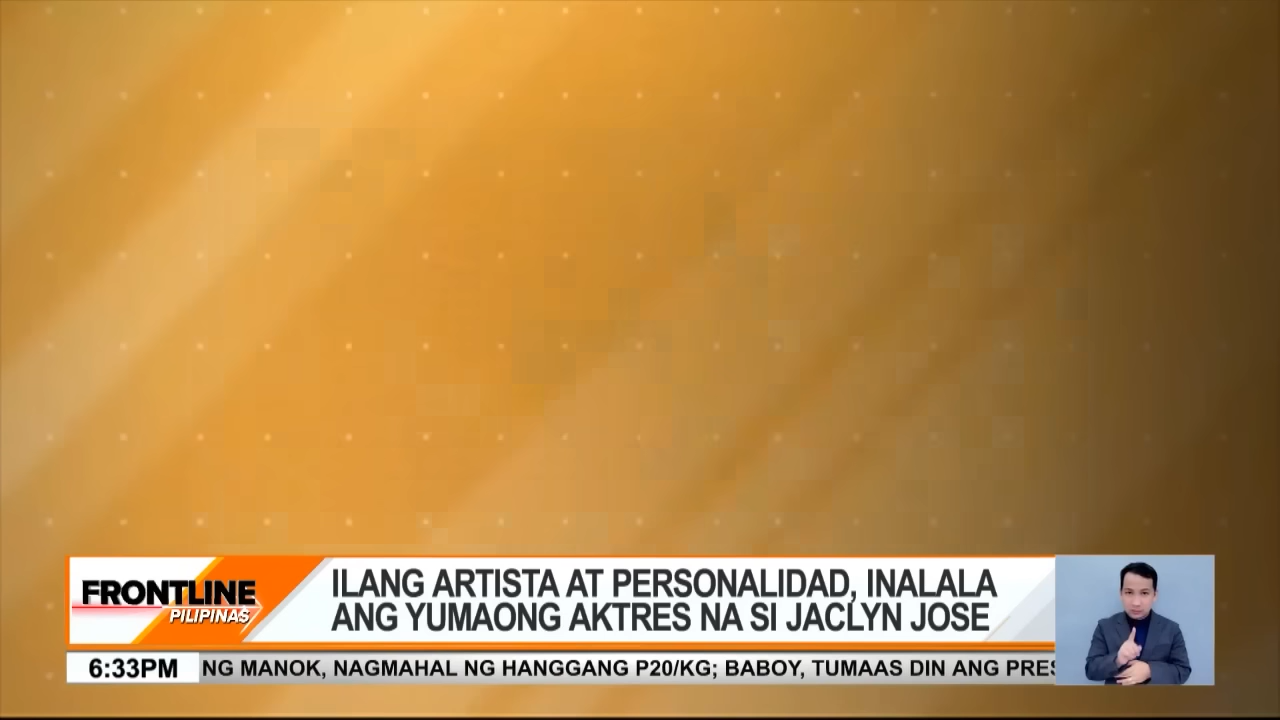 FRONTLINE
PILIPINAS
ILANG ARTISTA AT PERSONALIDAD, INALALA
ANG YUMAONG AKTRES NA SI JACLYN JOSE
6:33PM
NG MANOK, NAGMAHAL NG HANGGANG P20/KG; BABOY, TUMAAS DIN ANG PRES